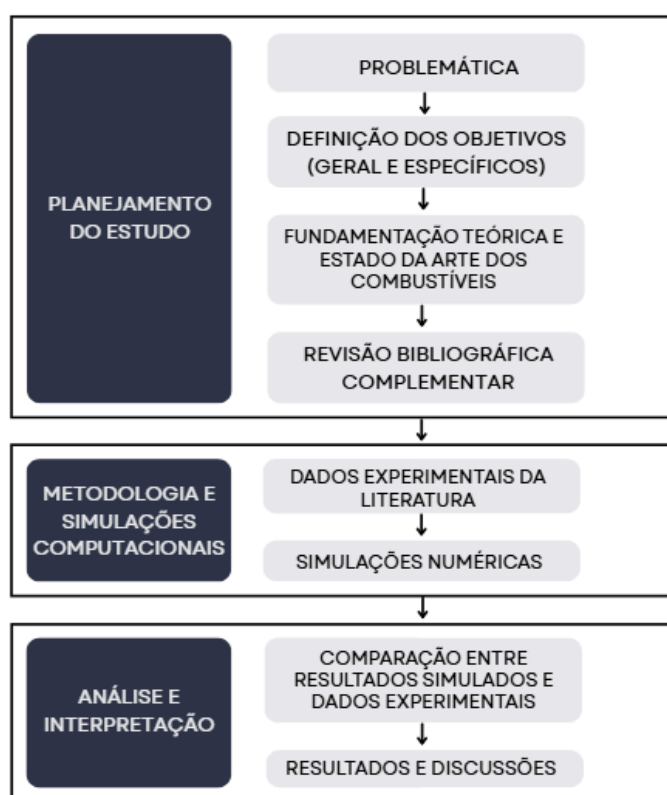 PLANEJAMENTO
DO ESTUDO
PROBLEMÁTICA
DEFINIÇÃO DOS OBJETIVOS
(GERAL E ESPECÍFICOS)
FUNDAMENTAÇÃO TEÓRICA E
ESTADO DA ARTE DOS
COMBUSTÍVEIS
REVISÃO BIBLIOGRÁFICA
COMPLEMENTAR
METODOLOGIA E
SIMULAÇÕES
COMPUTACIONAIS
DADOS EXPERIMENTAIS DA
LITERATURA
SIMULAÇÕES NUMÉRICAS
ANÁLISE E
INTERPRETAÇÃO
COMPARAÇÃO ENTRE
RESULTADOS SIMULADOS E
DADOS EXPERIMENTAIS
RESULTADOS E DISCUSSÕES